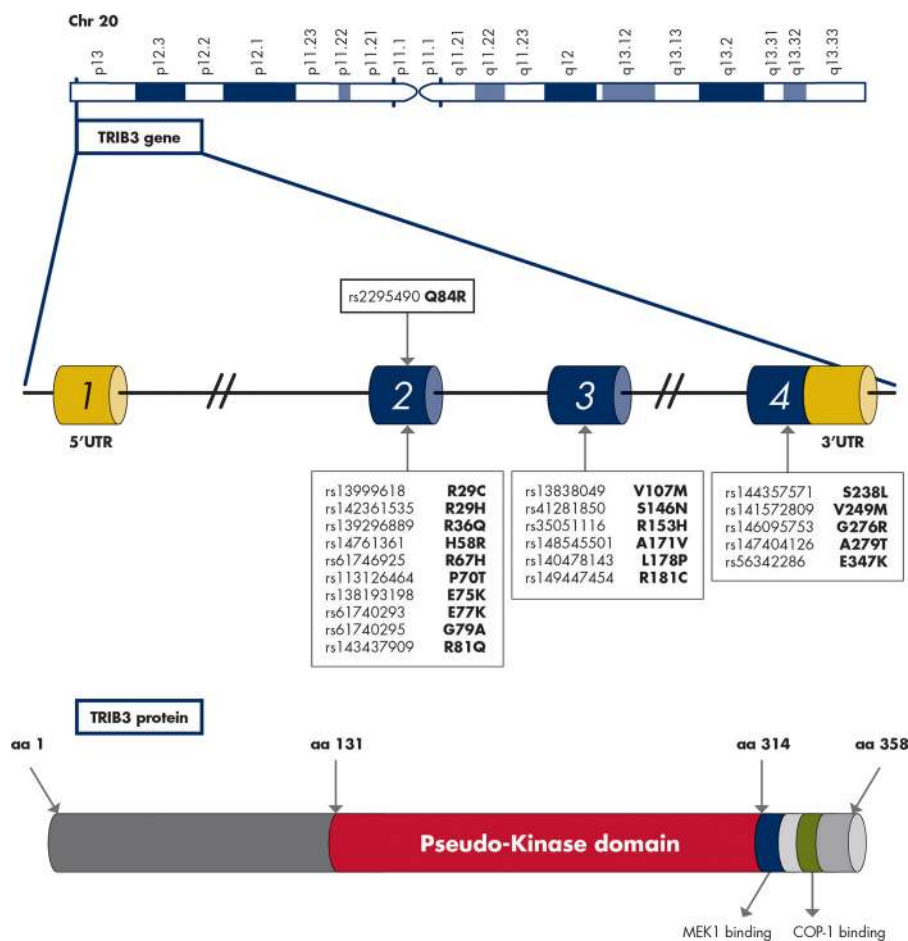 Chr 20
p13
p12.3
p12.2
p12.1
p11.23
p11.22
p11.21
p11.1
p11.1
q11.21
q11.22
q11.23
q12
q13.12
q13.13
q13.2
q13.31
q13.32
q13.33
TRIB3 gene
rs2295490 Q84R
1
2
3
4
5'UTR
3'UTR
rs13999618 R29C
rs142361535 R29H
rs139296889 R36Q
rs14761361 H58R
rs61746925 R67H
rs113126464 P70T
rs138193198 E75K
rs61740293 E77K
rs61740295 G79A
rs143437909 R81Q
rs13838049 V107M
rs41281850 S146N
rs35051116 R153H
rs148545501 A171V
rs140478143 L178P
rs149447454 R181C
rs144357571 S238L
rs141572809 V249M
rs146095753 G276R
rs147404126 A279T
rs56342286 E347K
TRIB3 protein
aa 1
aa 131
aa 314
aa 358
Pseudo-Kinase domain
MEK1 binding
COP-1 binding